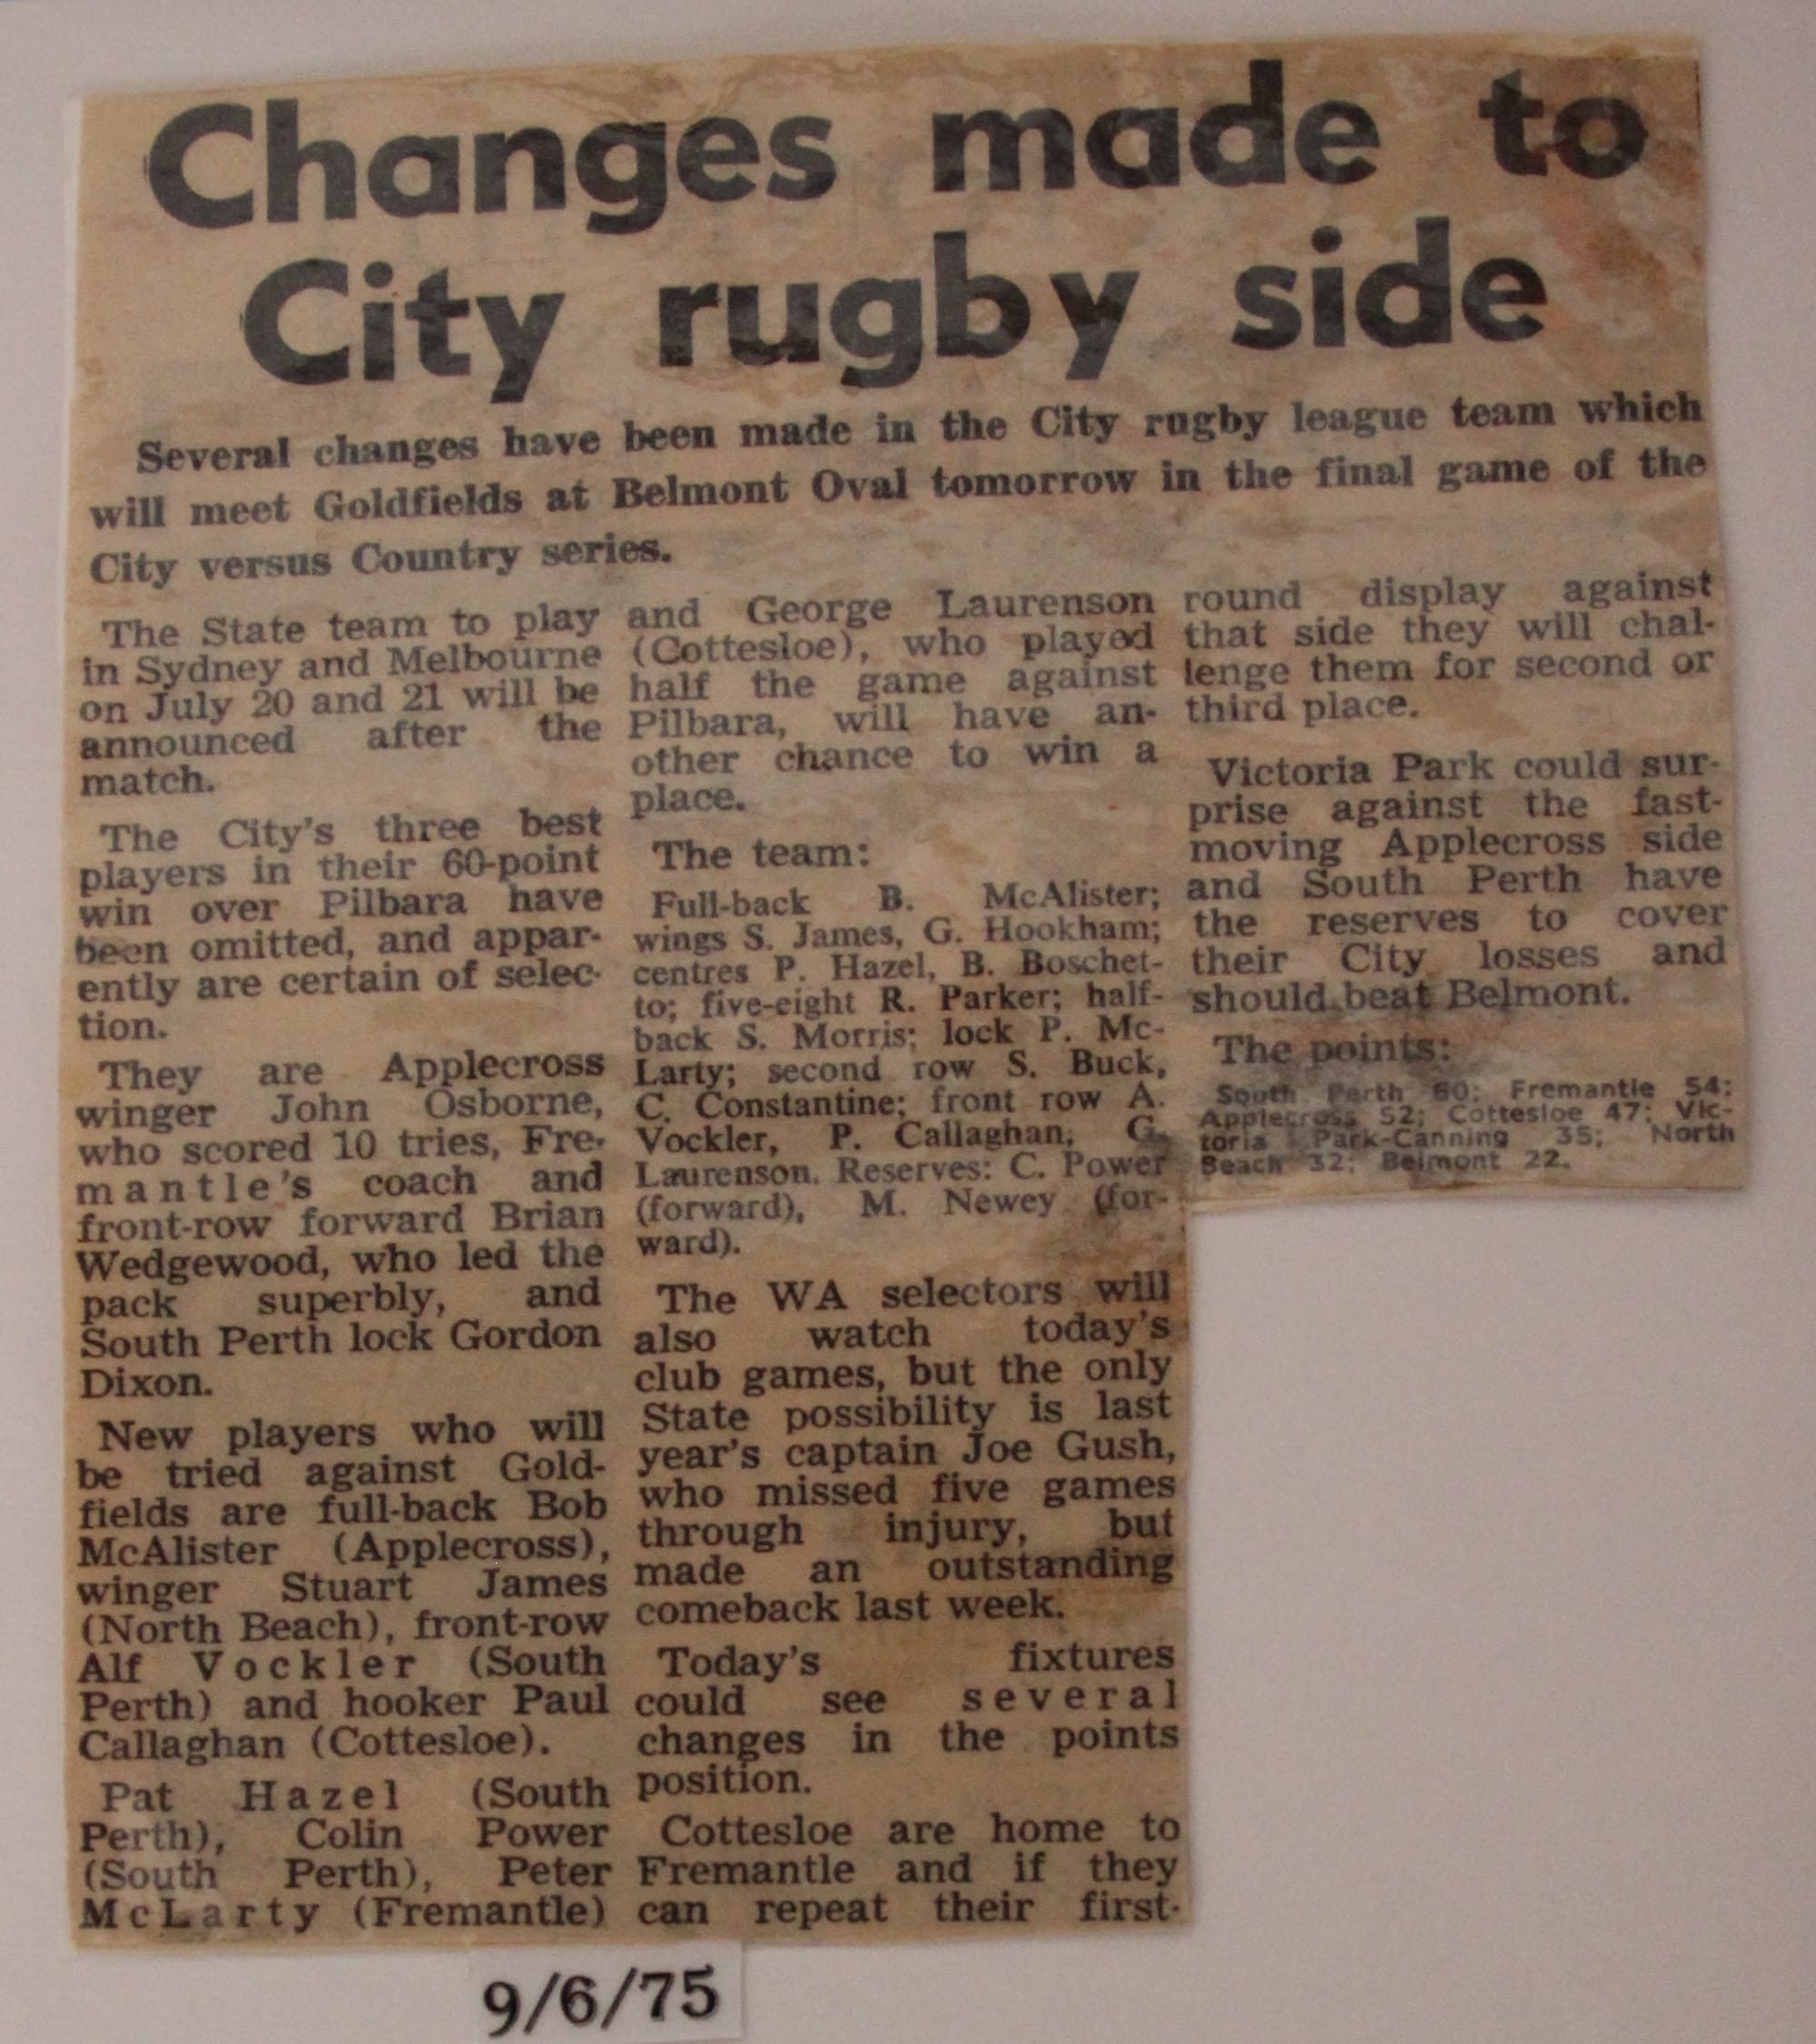 Changes made to
City rugby side
Several changes have been made in the City rugby league team which
will meet Goldfields at Belmont Oval tomorrow in the final game of the
City versus Country series.
The State team to play
in Sydney and Melbourne
on July 20 and 21 will be
announced after the
match.
The City's three best
players in their 60-point
win over Pilbara have
been omitted, and appar-
ently are certain of selec-
tion.
They are Applecross
winger John Osborne,
who scored 10 tries, Fre-
mantle's coach and
front-row forward Brian
Wedgewood, who led the
pack superbly, and
South Perth lock Gordon
Dixon.
New players who will
be tried against Gold-
fields are full-back Bob
McAlister (Applecross),
winger Stuart James
(North Beach), front-row
Alf Vockler (South
Perth) and hooker Paul
Callaghan (Cottesloe).
Pat Hazel (South
Perth), Colin Power
(South Perth), Peter
McLarty (Fremantle)
and George Laurenson
(Cottesloe), who played
half the game against
Pilbara, will have an-
other chance to win a
place.
The team:
Full-back B. McAlister;
wings S. James, G. Hookham;
centres P. Hazel, B. Boschet-
to; five-eight R. Parker; half-
back S. Morris; lock P. Mc-
Larty; second row S. Buck,
C. Constantine; front row A.
Vockler, P. Callaghan, G.
Laurenson. Reserves: C. Power
(forward), M. Newey (for-
ward).
The WA selectors will
also watch today's
club games, but the only
State possibility is last
year's captain Joe Gush,
who missed five games
through injury, but
made an outstanding
comeback last week.
Today's fixtures
could see several
changes in the points
position.
Cottesloe are home to
Fremantle and if they
can repeat their first-
round display against
that side they will chal-
lenge them for second or
third place.
Victoria Park could sur-
prise against the fast-
moving Applecross side
and South Perth have
the reserves to cover
their City losses and
should beat Belmont.
The points:
South Perth 60; Fremantle 54;
Applecross 52; Cottesloe 47; Vic-
toria Park-Canning 35; North
Beach 32; Belmont 22.
9/6/75